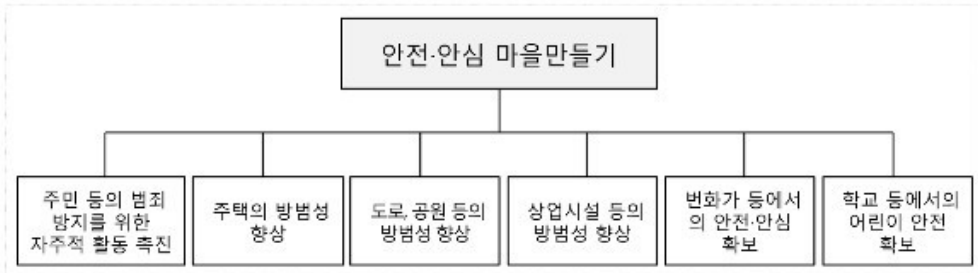 안전·안심 마을만들기
주민 등의 범죄
방지를 위한
자주적 활동 촉진
주택의 방범성
향상
도로, 공원 등의
방범성 향상
상업시설 등의
방범성 향상
번화가 등에서
의 안전·안심
확보
학교 등에서의
어린이 안전
확보